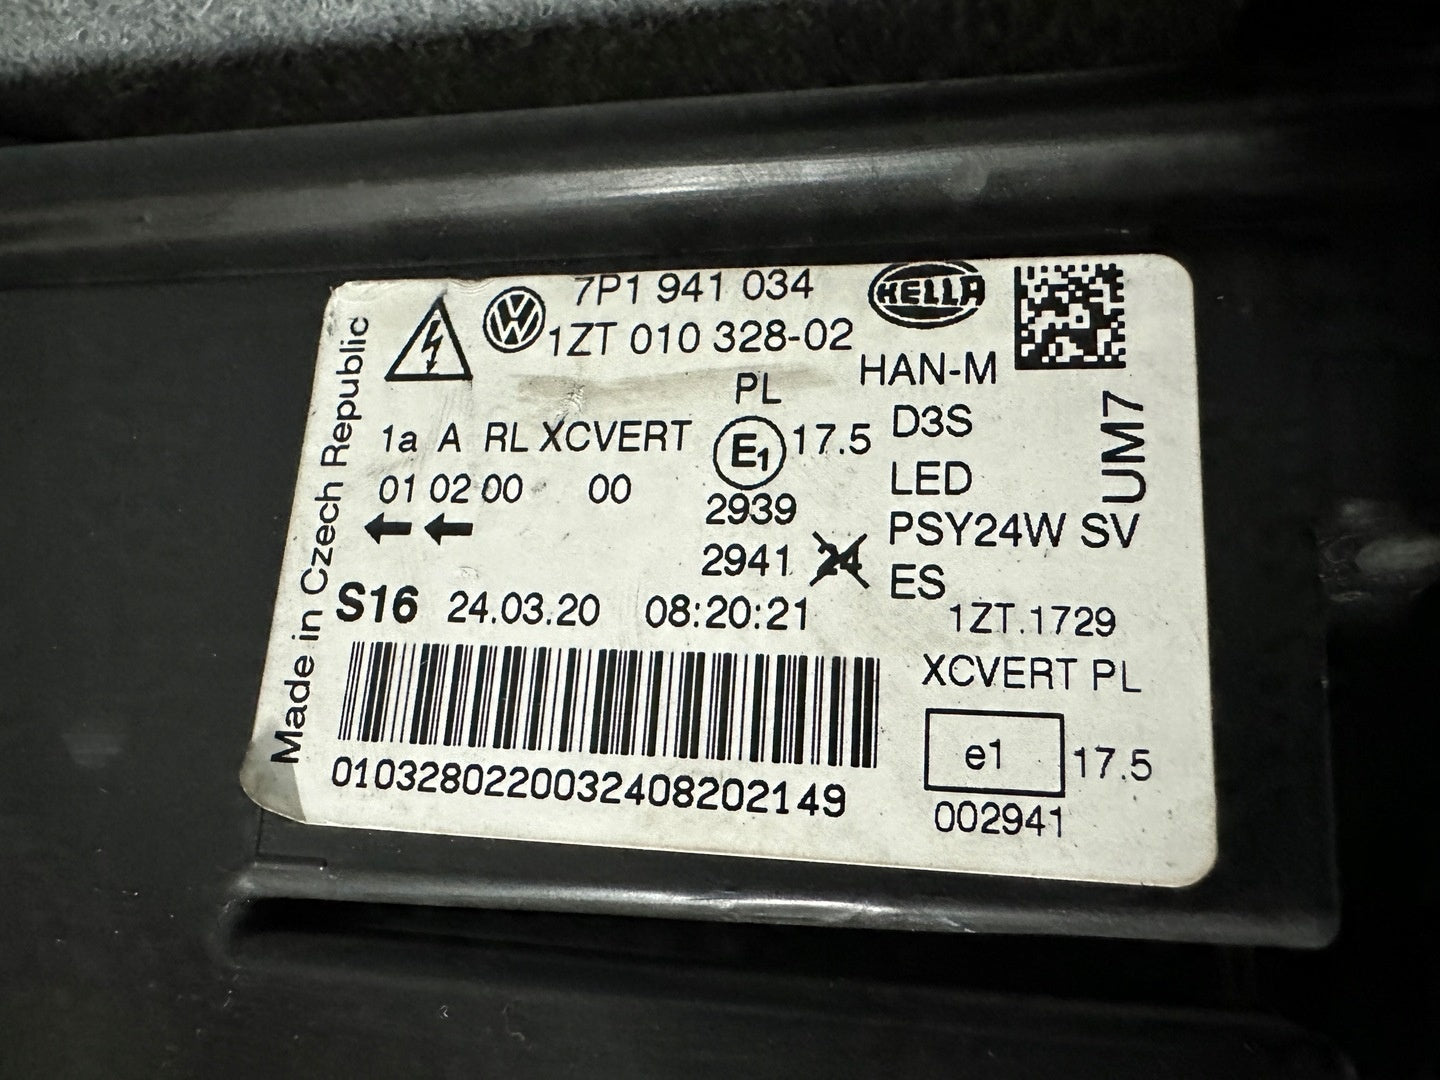 7P1 941 034
1ZT 010 328-02
HELLA
HAN-M
Made in Czech Republic
PL
1a A RL XCVERT
E1 17.5
D3S
UM7
01 02 00 00
LED
2939
PSY24W SV
2941 24
ES
S16 24.03.20 08:20:21
1ZT.1729
XCVERT PL
e1 17.5
002941
0103280220032408202149